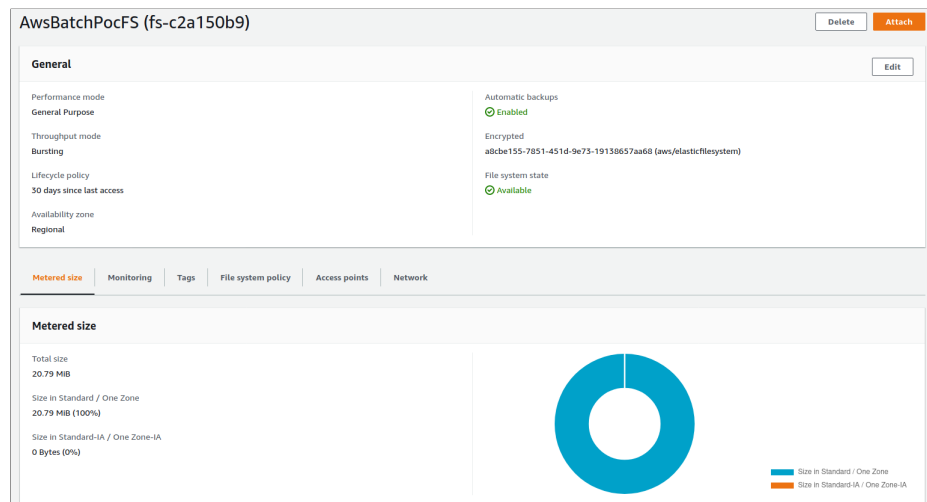 AwsBatchPocFS (fs-c2a150b9)
Delete
Attach
General
Edit
Performance mode
General Purpose
Throughput mode
Bursting
Lifecycle policy
30 days since last access
Availability zone
Regional
Automatic backups
Enabled
Encrypted
a8cbe155-7851-451d-9e73-19138657aa68 (aws/elasticfilesystem)
File system state
Available
Metered size
Monitoring
Tags
File system policy
Access points
Network
Metered size
Total size
20.79 MiB
Size in Standard / One Zone
20.79 MiB (100%)
Size in Standard-IA / One Zone-IA
0 Bytes (0%)
Size in Standard / One Zone
Size in Standard-IA / One Zone-IA